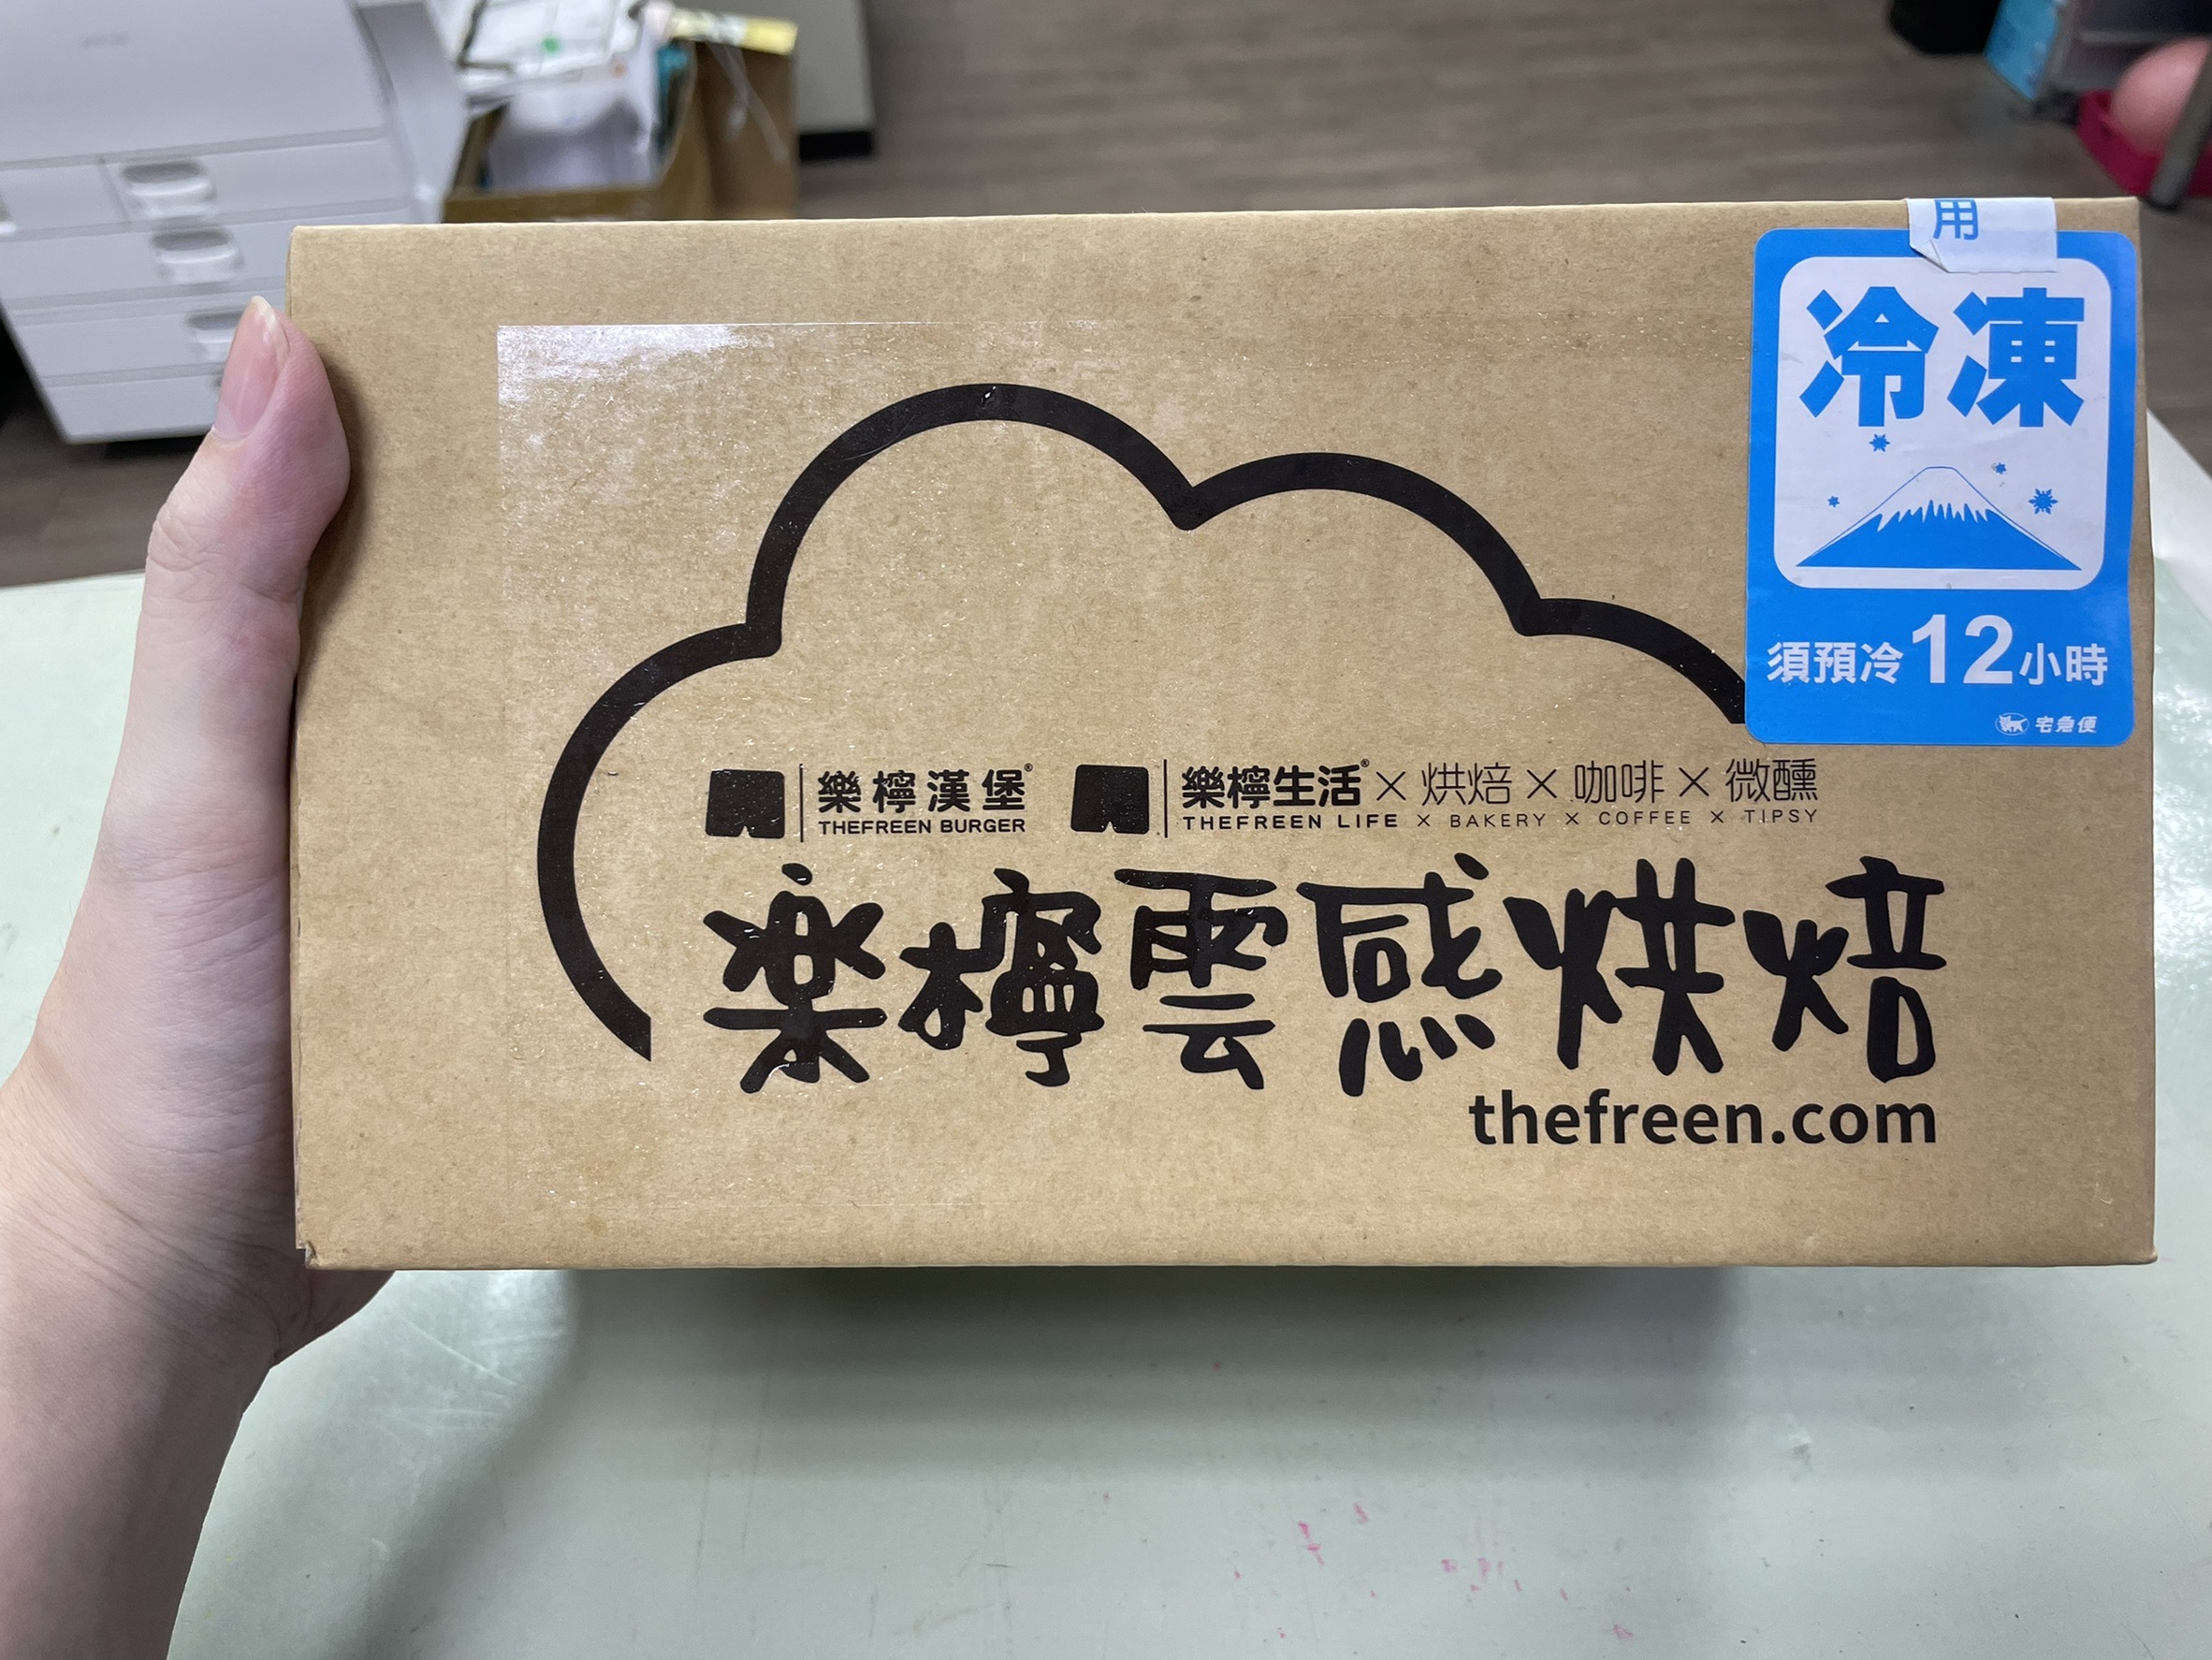 用
冷凍
須預冷12小時
宅急便
樂檸漢堡®
THEFREEN BURGER
樂檸生活® × 烘焙 × 咖啡 × 微醺
THEFREEN LIFE × BAKERY × COFFEE × TIPSY
楽檸雲感烘焙
thefreen.com